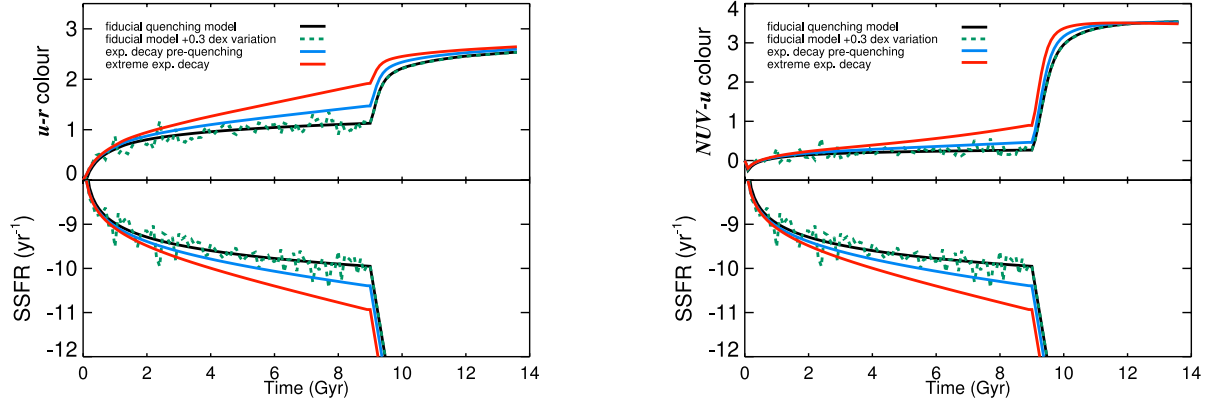 fiducial quenching model
fiducial model +0.3 dex variation
exp. decay pre-quenching
extreme exp. decay
u-r colour
3
2
1
0
SSFR (yr-1)
-9
-10
-11
-12
0 2 4 6 8 10 12 14
Time (Gyr)
fiducial quenching model
fiducial model +0.3 dex variation
exp. decay pre-quenching
extreme exp. decay
NUV-u colour
4
3
2
1
0
SSFR (yr-1)
-9
-10
-11
-12
0 2 4 6 8 10 12 14
Time (Gyr)